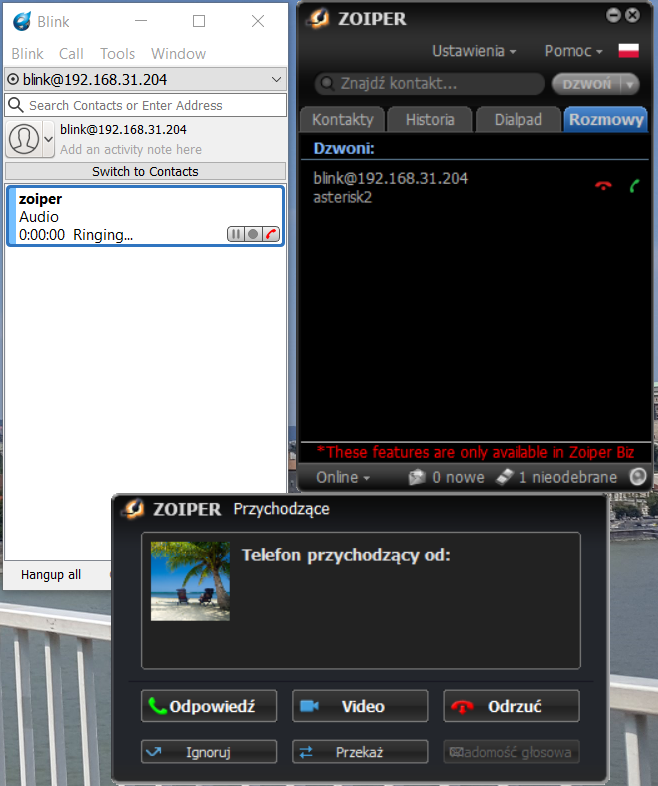 Blink
Blink Call Tools Window
blink@192.168.31.204
Search Contacts or Enter Address
blink@192.168.31.204
Add an activity note here
Switch to Contacts
zoiper
Audio
0:00:00 Ringing...
Hangup all
ZOIPER
Ustawienia Pomoc
Znajdź kontakt...
DZWOŃ
Kontakty Historia Dialpad Rozmowy
Dzwoni:
blink@192.168.31.204
asterisk2
*These features are only available in Zoiper Biz
Online 0 nowe 1 nieodebrane
ZOIPER Przychodzące
Telefon przychodzący od:
Odpowiedź Video Odrzuć
Ignoruj Przekaż adomość głosowa